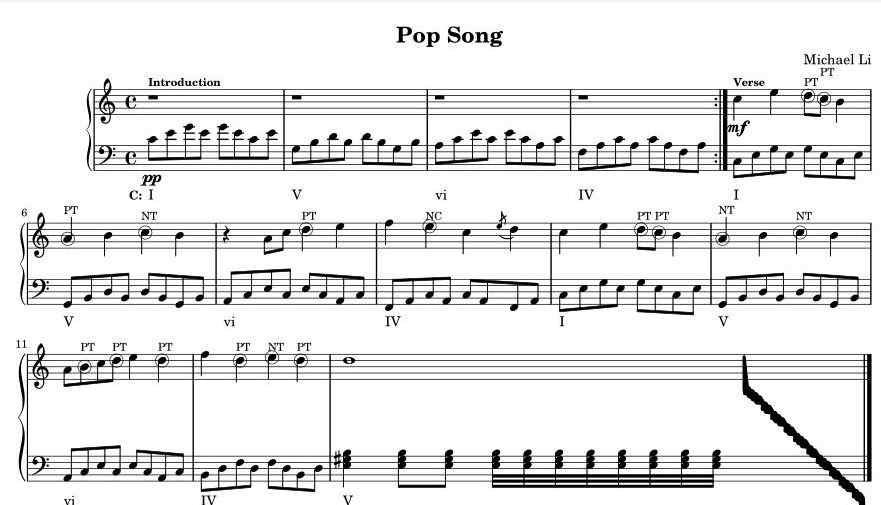 Pop Song
Michael Li
Introduction
Verse PT PT
mf
pp
C: I V vi IV I
6 PT NT PT NC PT PT NT NT
V vi IV I V
11 PT PT PT PT NT PT
vi IV V